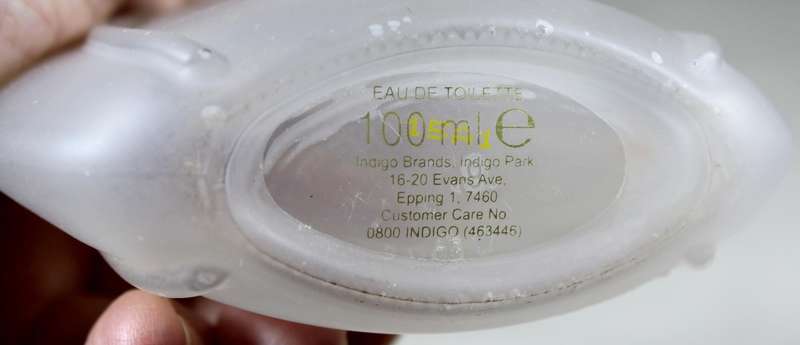 EAU DE TOILETTE
100ml e
Indigo Brands, Indigo Park
16-20 Evans Ave,
Epping 1, 7460
Customer Care No
0800 INDIGO (463446)